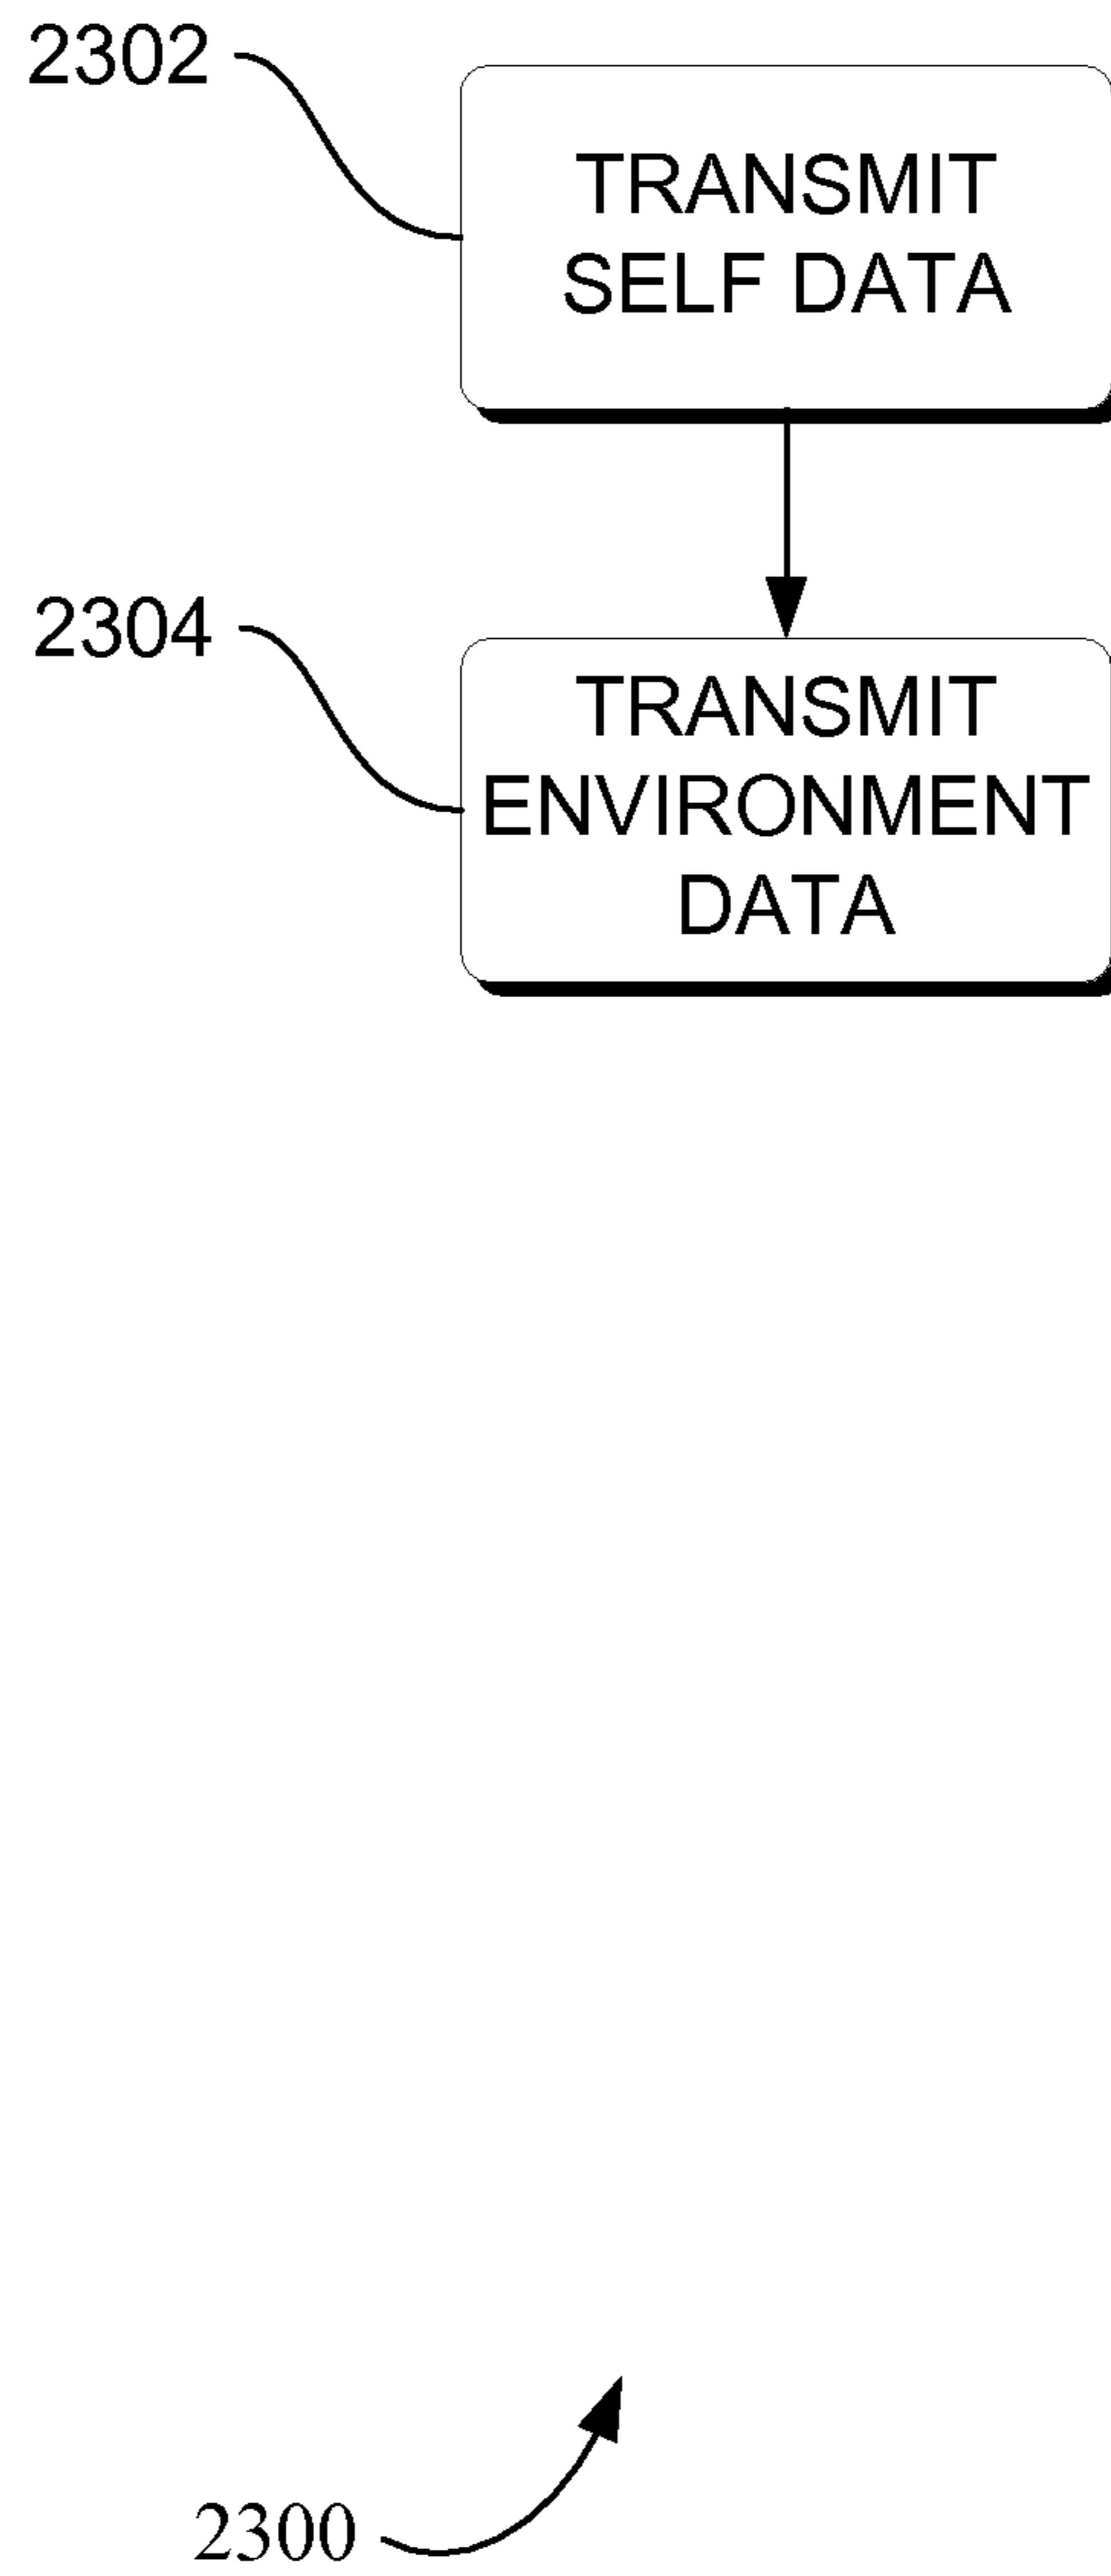 2302
TRANSMIT
SELF DATA
2304
TRANSMIT
ENVIRONMENT
DATA
2300